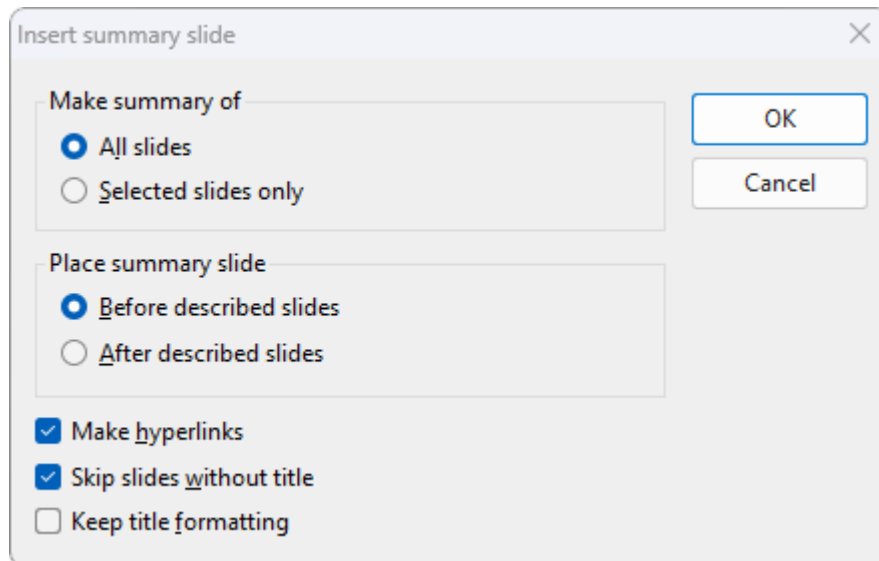 Insert summary slide
Make summary of
All slides
Selected slides only
OK
Cancel
Place summary slide
Before described slides
After described slides
Make hyperlinks
Skip slides without title
Keep title formatting